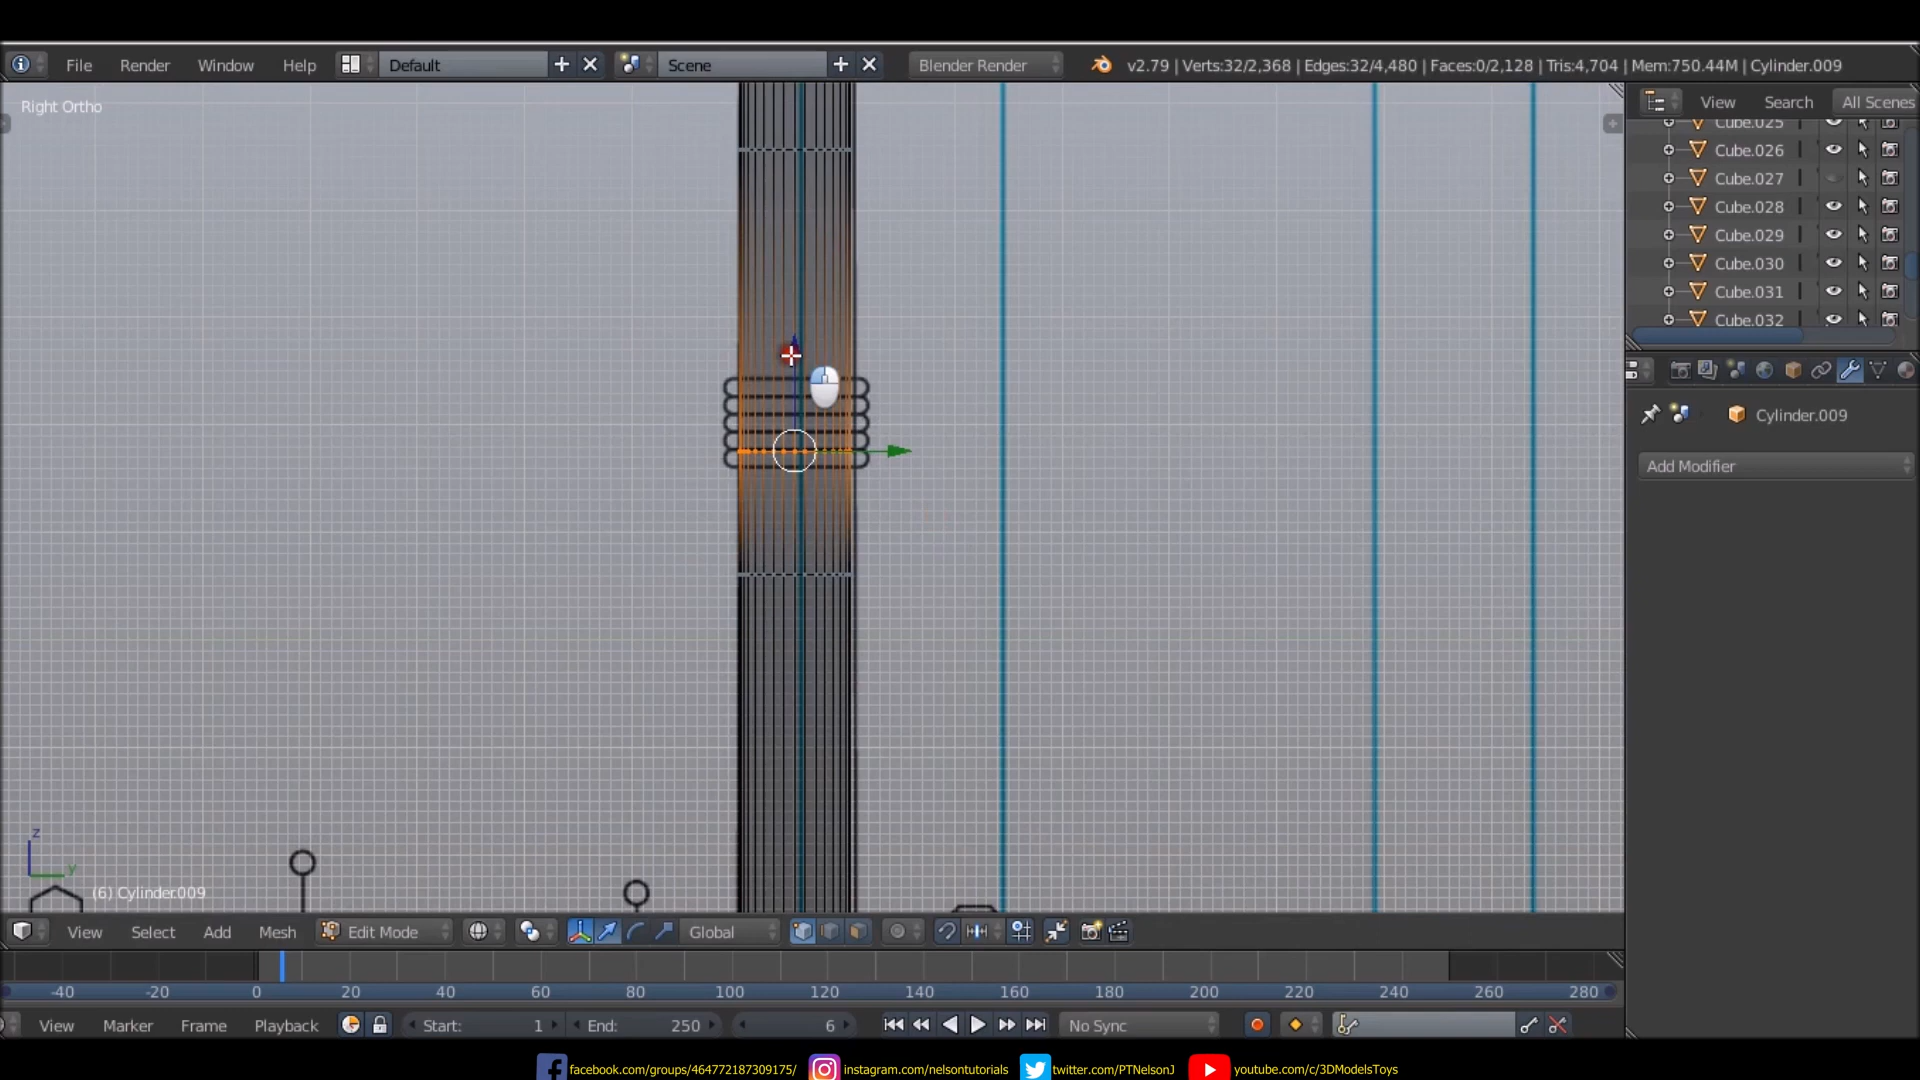 File Render Window Help Default Scene Blender Render v2.79 | Verts:32/2,368 | Edges:32/4,480 | Faces:0/2,128 | Tris:4,704 | Mem:750.44M | Cylinder.009
Right Ortho
View Search All Scenes
Cube.025
Cube.026
Cube.027
Cube.028
Cube.029
Cube.030
Cube.031
Cube.032
Cylinder.009
Add Modifier
z
y
(6) Cylinder.009
View Select Add Mesh Edit Mode Global
-40 -20 0 20 40 60 80 100 120 140 160 180 200 220 240 260 280
View Marker Frame Playback Start: 1 End: 250 6 No Sync
facebook.com/groups/464772187309175/ instagram.com/nelsontutorials twitter.com/PTNelsonJ youtube.com/c/3DModelsToys